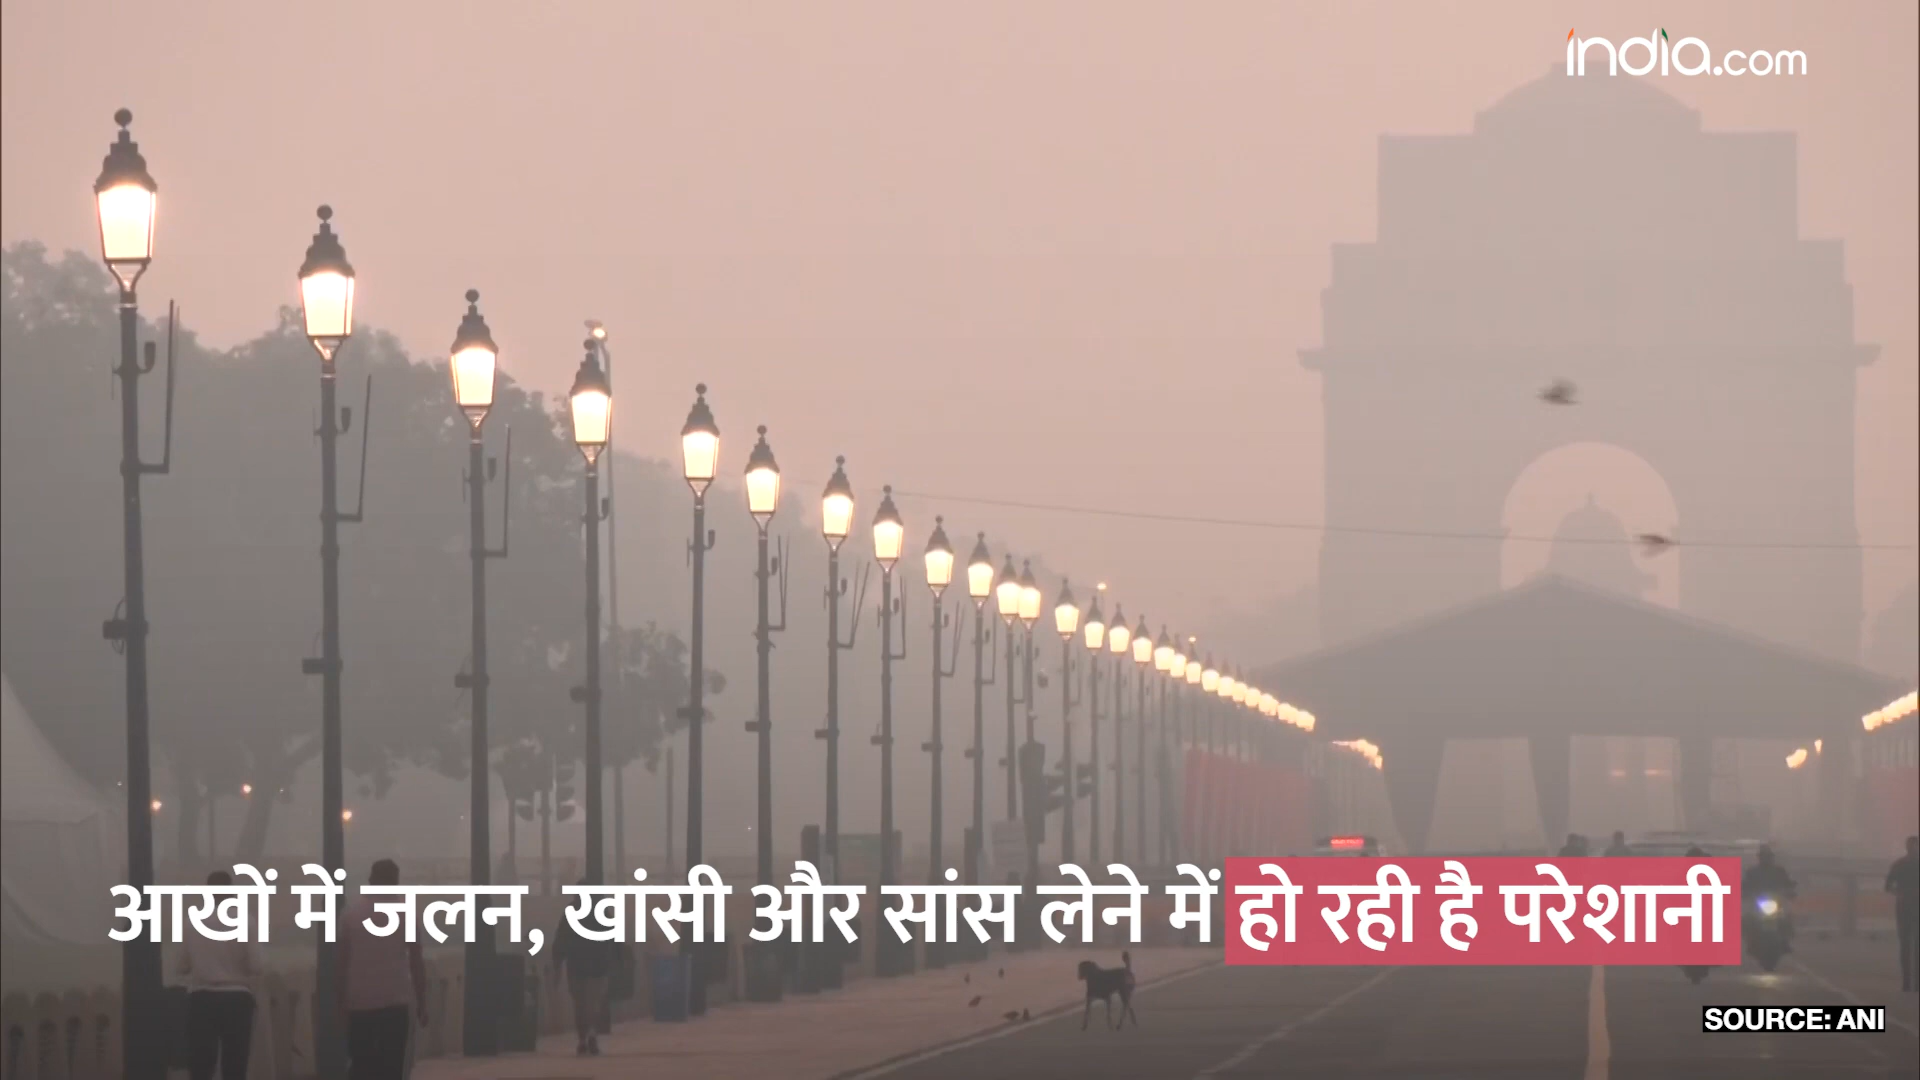 india.com
आखों में जलन, खांसी और सांस लेने में हो रही है परेशानी
SOURCE: ANI